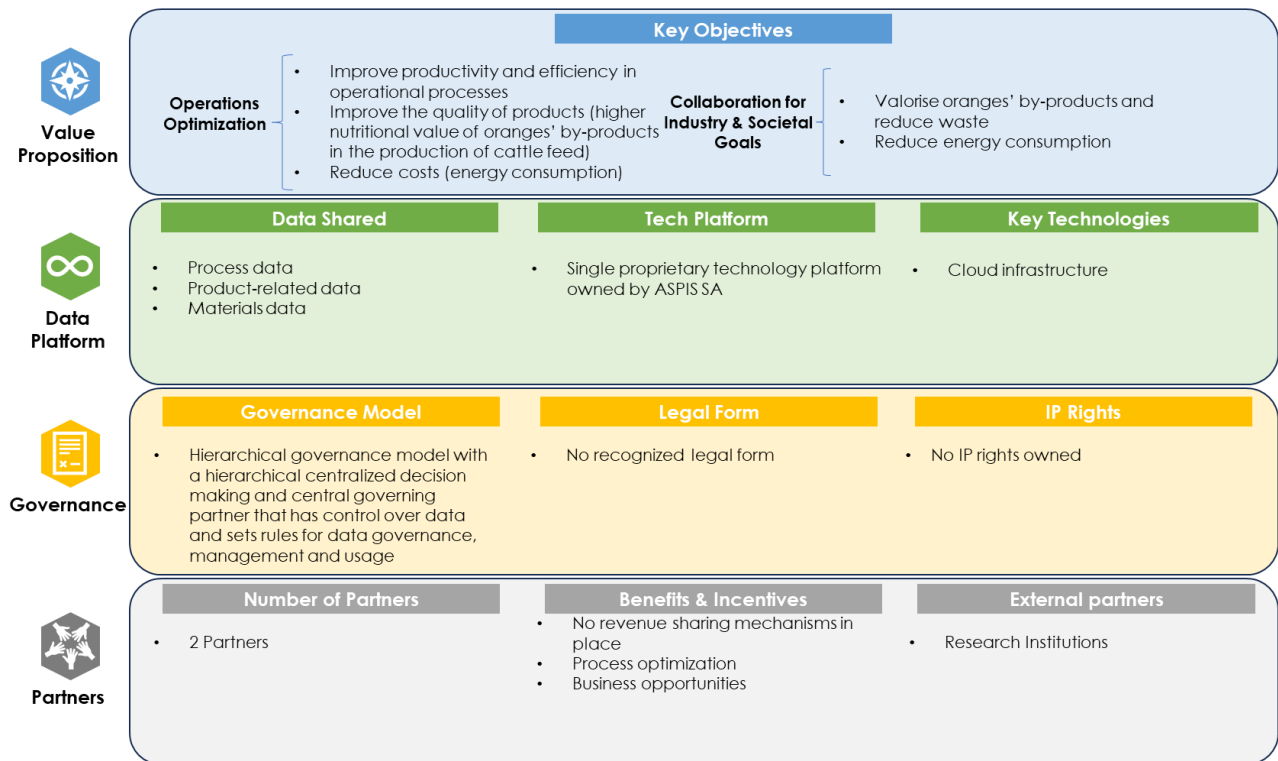 Key Objectives
Value
Proposition
Operations
Optimization
• Improve productivity and efficiency in
operational processes
• Improve the quality of products (higher
nutritional value of oranges’ by-products
in the production of cattle feed)
• Reduce costs (energy consumption)
Collaboration for
Industry & Societal
Goals
• Valorise oranges’ by-products and
reduce waste
• Reduce energy consumption
Data
Platform
Data Shared
• Process data
• Product-related data
• Materials data
Tech Platform
• Single proprietary technology platform
owned by ASPIS SA
Key Technologies
• Cloud infrastructure
Governance
Governance Model
• Hierarchical governance model with
a hierarchical centralized decision
making and central governing
partner that has control over data
and sets rules for data governance,
management and usage
Legal Form
• No recognized legal form
IP Rights
• No IP rights owned
Partners
Number of Partners
• 2 Partners
Benefits & Incentives
• No revenue sharing mechanisms in
place
• Process optimization
• Business opportunities
External partners
• Research Institutions